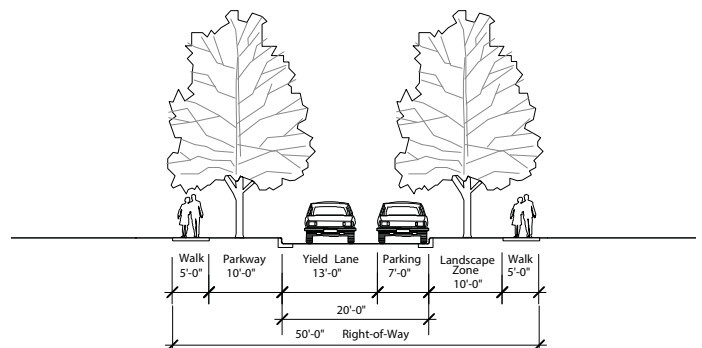 Walk
5'-0"
Parkway
10'-0"
Yield Lane
13'-0"
Parking
7'-0"
Landscape
Zone
10'-0"
Walk
5'-0"
20'-0"
50'-0" Right-of-Way